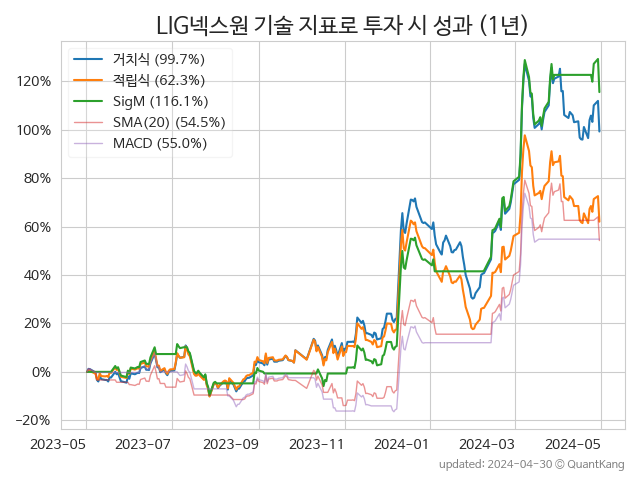 LIG넥스원 기술 지표로 투자 시 성과 (1년)
거치식 (99.7%)
적립식 (62.3%)
SigM (116.1%)
SMA(20) (54.5%)
MACD (55.0%)
120%
100%
80%
60%
40%
20%
0%
−20%
2023-05 2023-07 2023-09 2023-11 2024-01 2024-03 2024-05
updated: 2024-04-30 © QuantKang